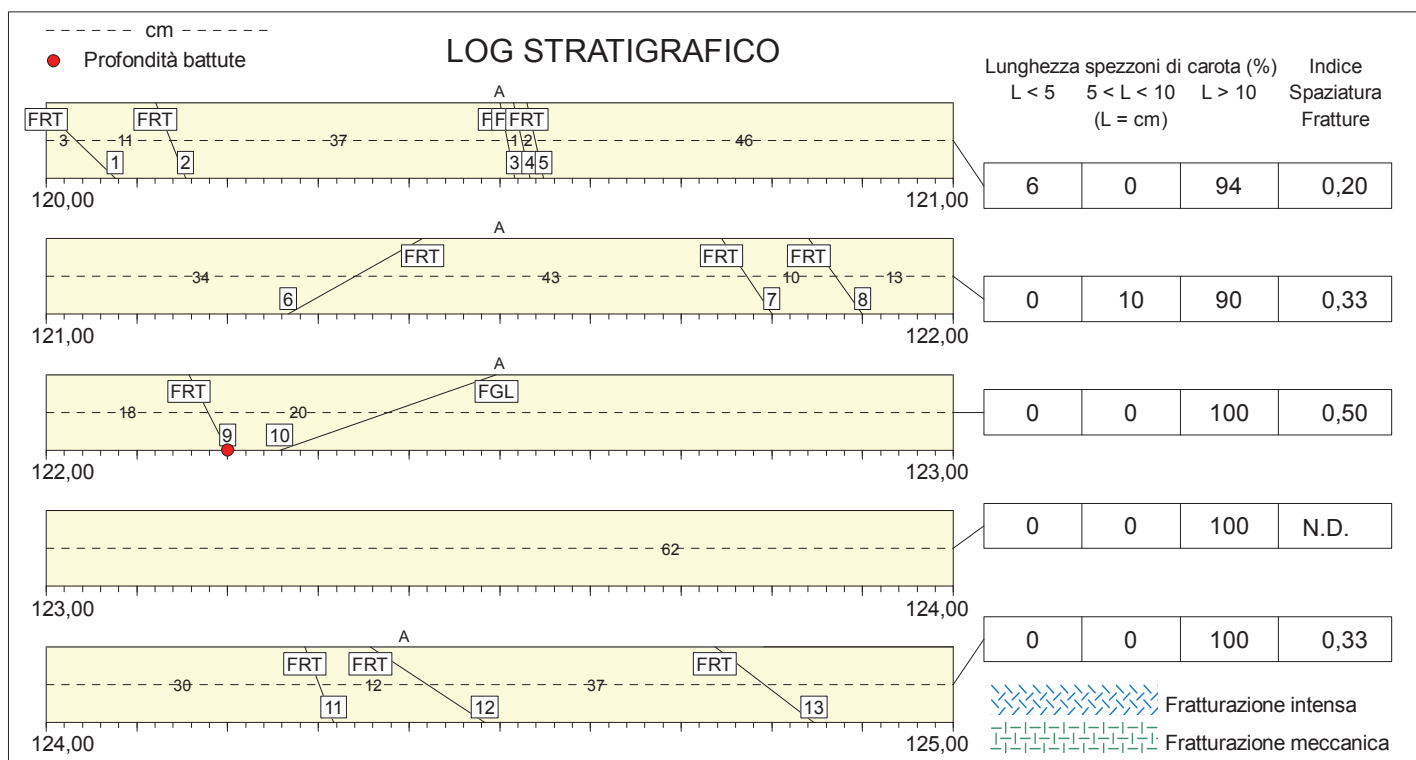 cm
Profondità battute
LOG STRATIGRAFICO
Lunghezza spezzoni di carota (%)
L < 5
5 < L < 10
(L = cm)
L > 10
Indice
Spaziatura
Fratture
A
FRT FRT F F FRT
3 11 37 1 2 46
1 2 3 4 5
120,00 121,00
6 0 94 0,20
A
FRT FRT FRT
34 43 10 13
6 7 8
121,00 122,00
0 10 90 0,33
A
FRT FGL
18 20
9 10
122,00 123,00
0 0 100 0,50
62
123,00 124,00
0 0 100 N.D.
A
FRT FRT FRT
30 12 37
11 12 13
124,00 125,00
0 0 100 0,33
Fratturazione intensa
Fratturazione meccanica